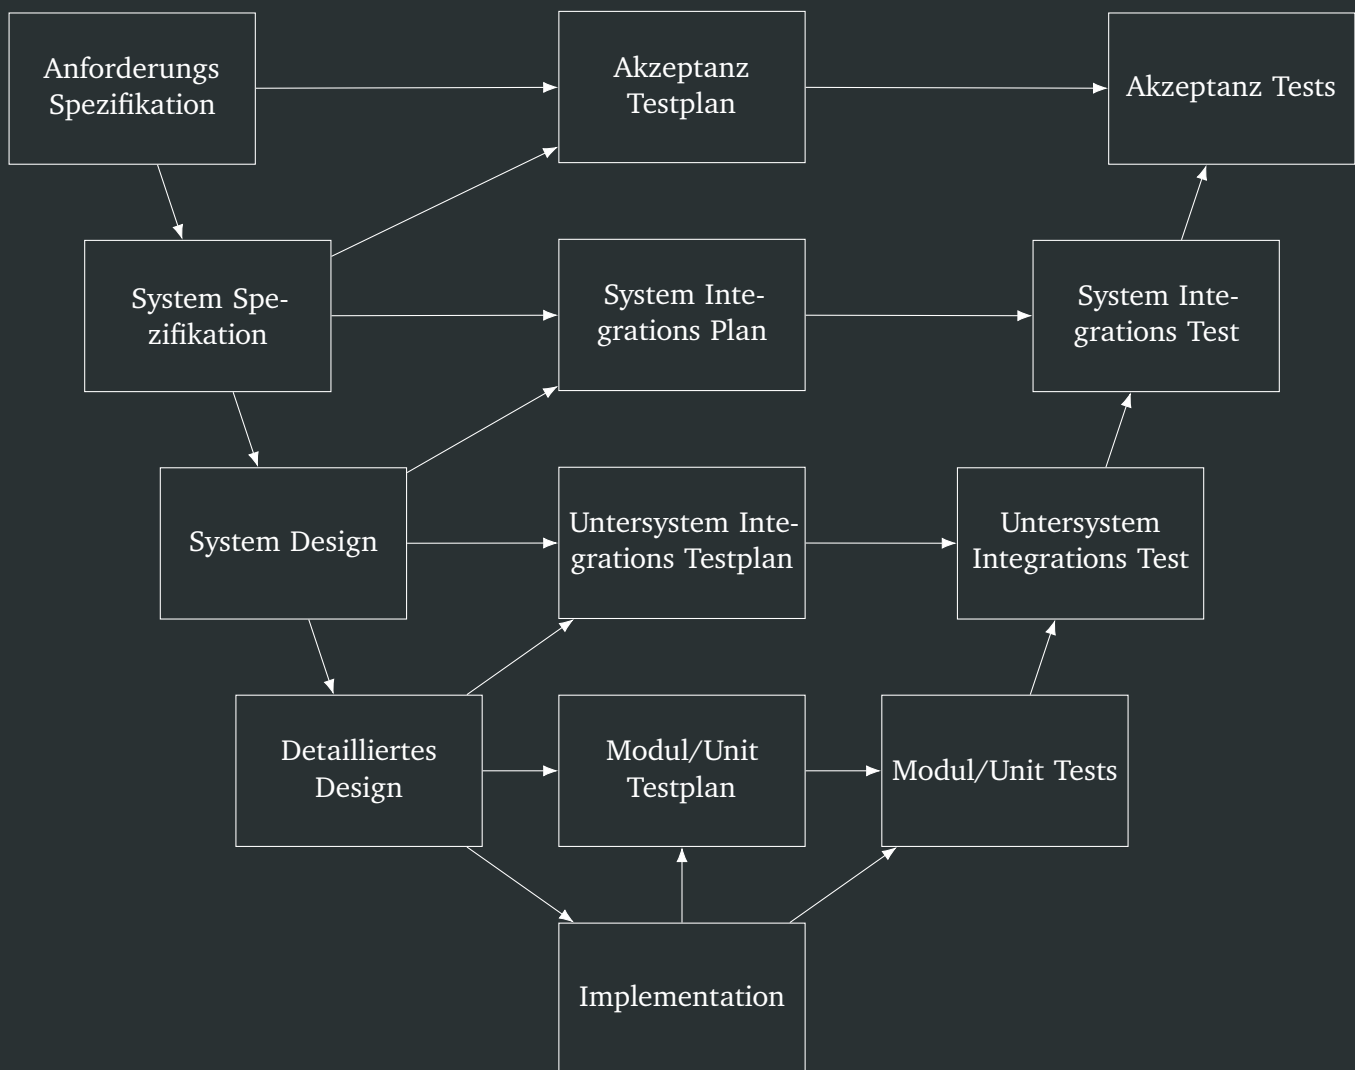 Anforderungs
Spezifikation
Akzeptanz
Testplan
Akzeptanz Tests
System Spe-
zifikation
System Inte-
grations Plan
System Inte-
grations Test
System Design
Untersystem Inte-
grations Testplan
Untersystem
Integrations Test
Detailliertes
Design
Modul/Unit
Testplan
Modul/Unit Tests
Implementation